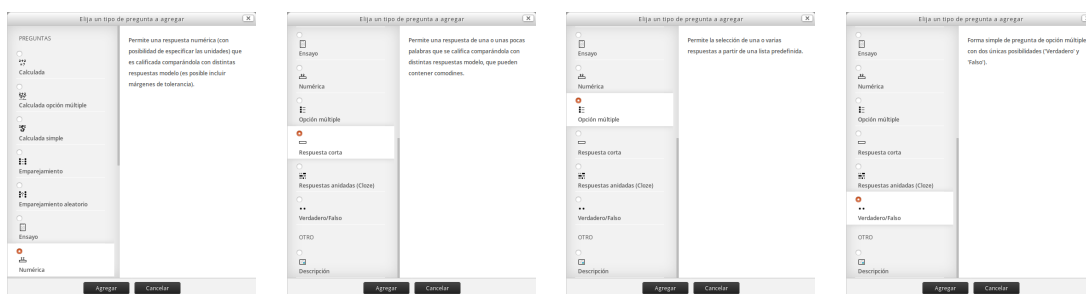 Elija un tipo de pregunta a agregar
PREGUNTAS
Calculada
Calculada opción múltiple
Calculada simple
Emparejamiento
Emparejamiento aleatorio
Ensayo
Numérica
Permite una respuesta numérica (con
posibilidad de especificar las unidades) que
es calificada comparándola con distintas
respuestas modelo (es posible incluir
márgenes de tolerancia).
Agregar Cancelar
Elija un tipo de pregunta a agregar
Ensayo
Numérica
Opción múltiple
Respuesta corta
Respuestas anidadas (Cloze)
Verdadero/Falso
OTRO
Descripción
Permite una respuesta de una o unas pocas
palabras que se califica comparándola con
distintas respuestas modelo, que pueden
contener comodines.
Agregar Cancelar
Elija un tipo de pregunta a agregar
Ensayo
Numérica
Opción múltiple
Respuesta corta
Respuestas anidadas (Cloze)
Verdadero/Falso
OTRO
Descripción
Permite la selección de una o varias
respuestas a partir de una lista predefinida.
Agregar Cancelar
Elija un tipo de pregunta a agregar
Ensayo
Numérica
Opción múltiple
Respuesta corta
Respuestas anidadas (Cloze)
Verdadero/Falso
OTRO
Descripción
Forma simple de pregunta de opción múltiple
con dos únicas posibilidades ('Verdadero' y
'Falso').
Agregar Cancelar